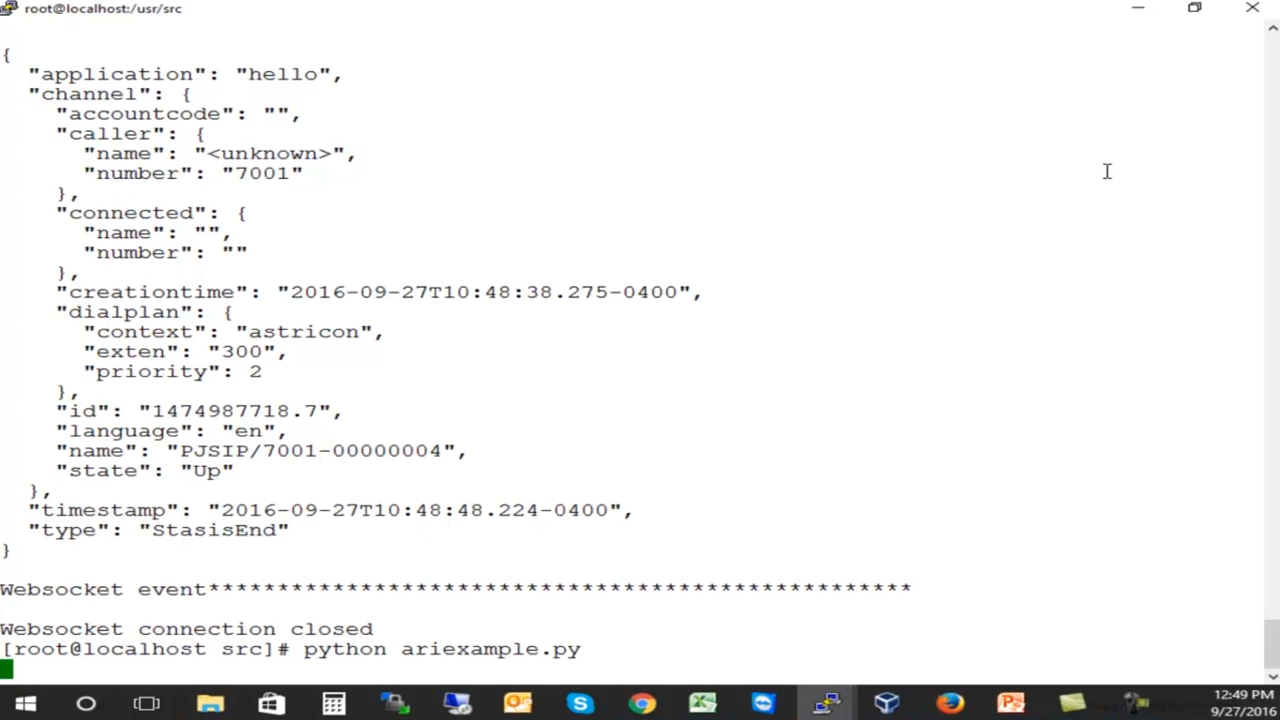 root@localhost:/usr/src
{
"application": "hello",
"channel": {
"accountcode": "",
"caller": {
"name": "<unknown>",
"number": "7001"
},
"connected": {
"name": "",
"number": ""
},
"creationtime": "2016-09-27T10:48:38.275-0400",
"dialplan": {
"context": "astricon",
"exten": "300",
"priority": 2
},
"id": "1474987718.7",
"language": "en",
"name": "PJSIP/7001-00000004",
"state": "Up"
},
"timestamp": "2016-09-27T10:48:48.224-0400",
"type": "StasisEnd"
}
Websocket event***************************************************
Websocket connection closed
[root@localhost src]# python ariexample.py
12:49 PM
9/27/2016